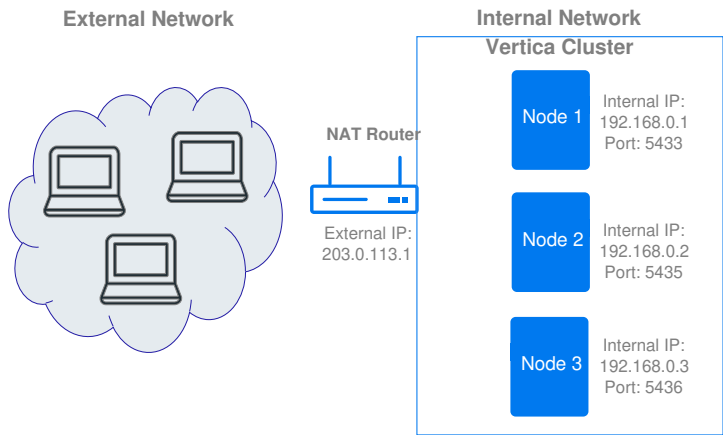 External Network
Internal Network
Vertica Cluster
NAT Router
External IP:
203.0.113.1
Node 1
Internal IP:
192.168.0.1
Port: 5433
Node 2
Internal IP:
192.168.0.2
Port: 5435
Node 3
Internal IP:
192.168.0.3
Port: 5436